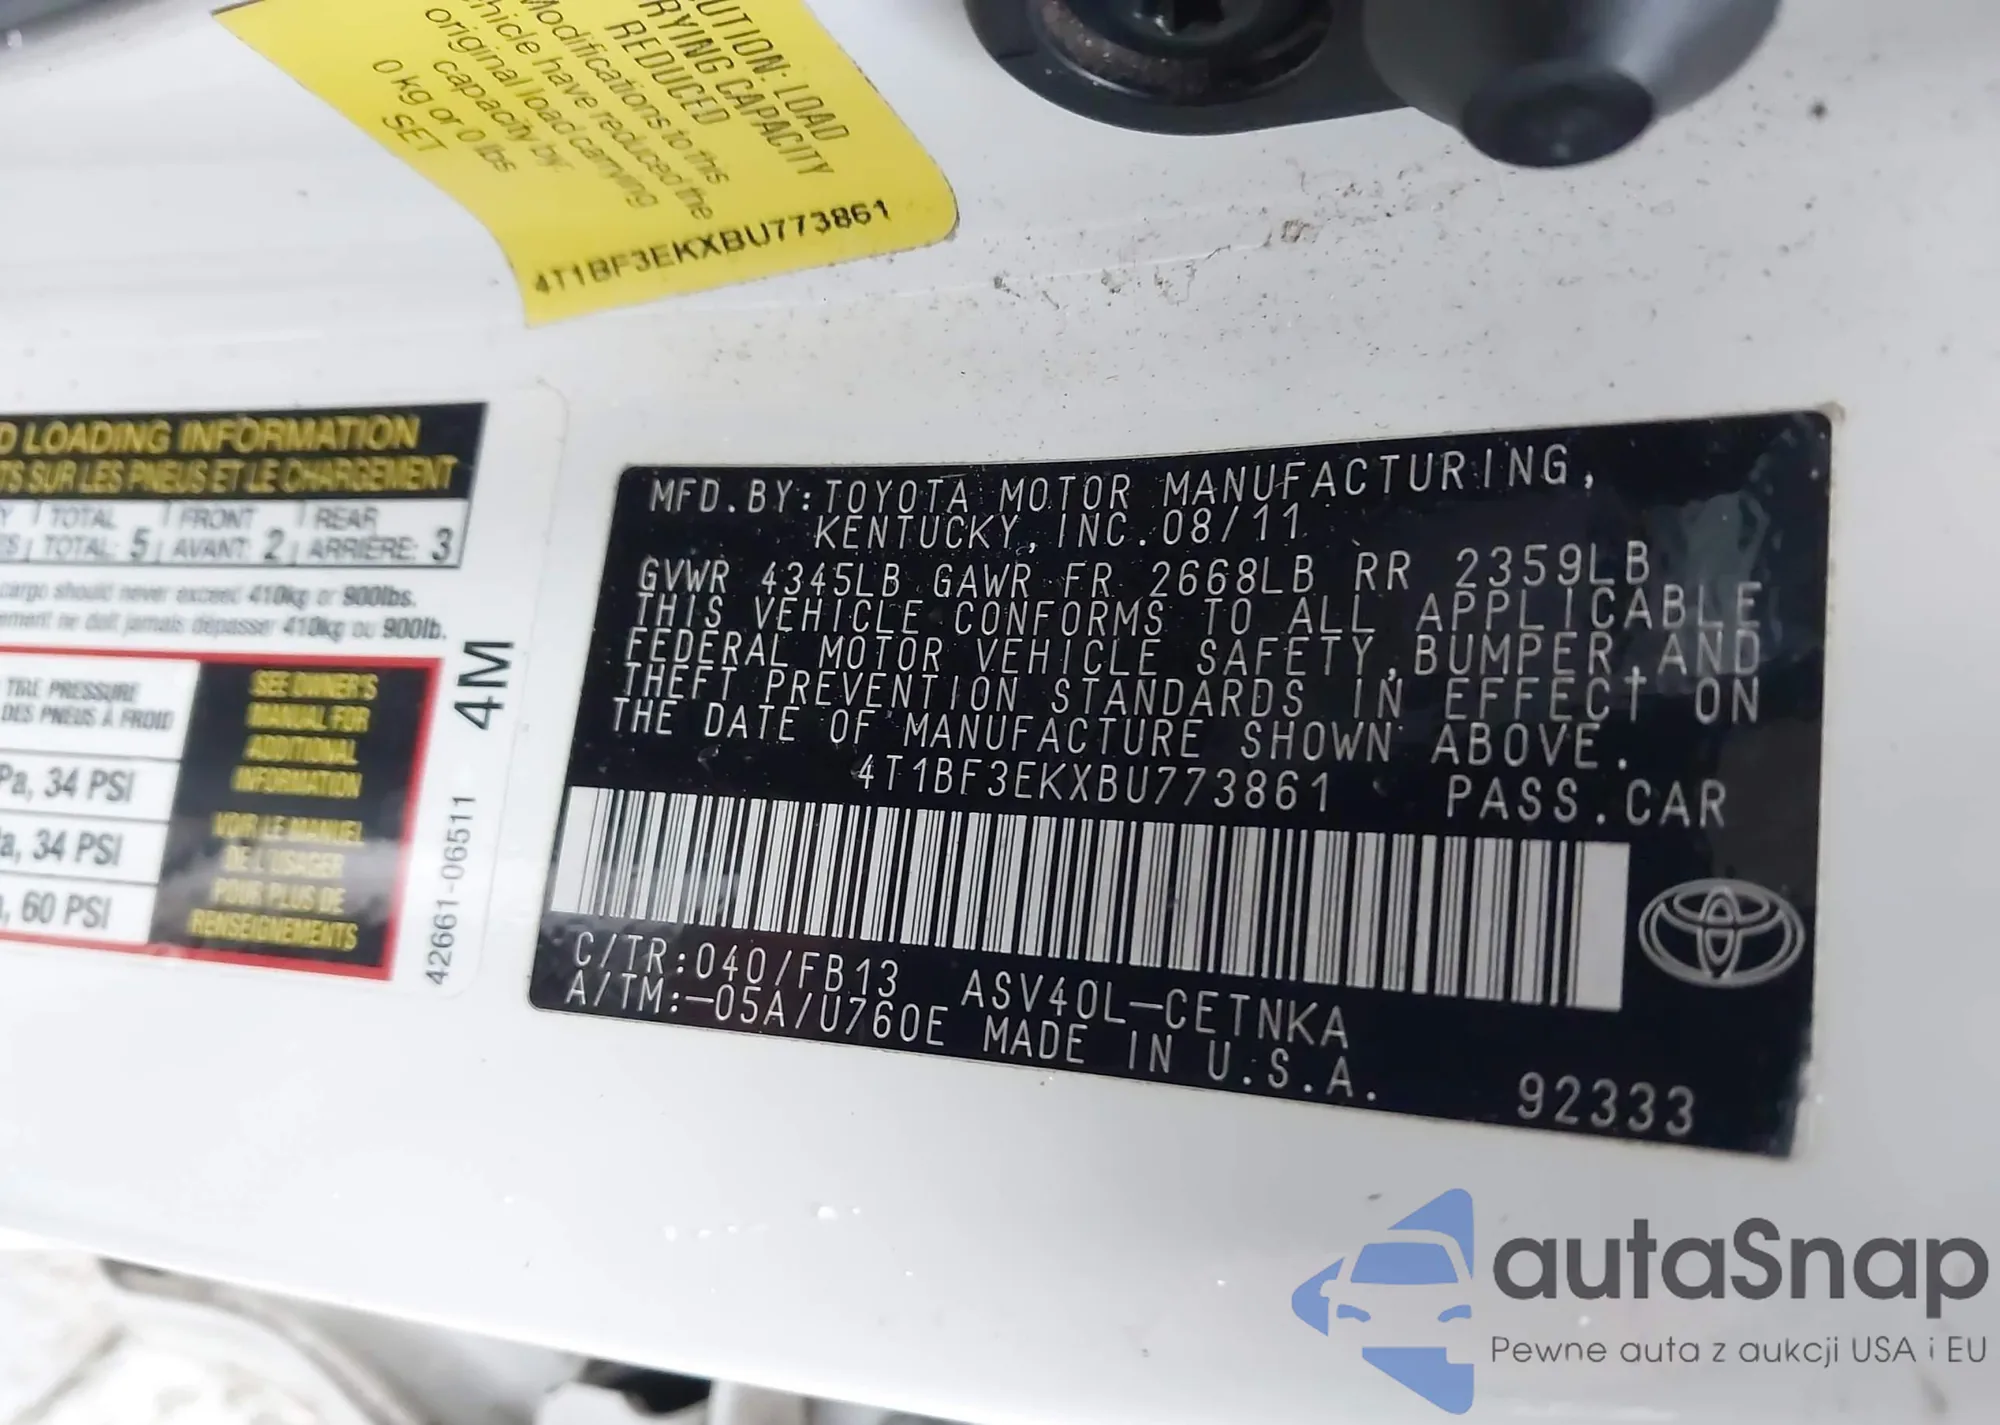 UTION: LOAD
RYING CAPACITY
REDUCED
Modifications to this
hicle have reduced the
original load carrying
capacity by:
0 kg or 0 lbs
SET
4T1BF3EKXBU773861
D LOADING INFORMATION
TS SUR LES PNEUS ET LE CHARGEMENT
Y TOTAL FRONT REAR
S TOTAL: 5 AVANT: 2 ARRIÈRE: 3
cargo should never exceed 410kg or 900lbs.
ement ne doit jamais dépasser 410kg ou 900lb.
TIRE PRESSURE
DES PNEUS À FROID
Pa, 34 PSI
a, 34 PSI
, 60 PSI
SEE OWNER'S
MANUAL FOR
ADDITIONAL
INFORMATION
VOIR LE MANUEL
DE L'USAGER
POUR PLUS DE
RENSEIGNEMENTS
42661-06511 4M
MFD.BY:TOYOTA MOTOR MANUFACTURING,
KENTUCKY,INC.08/11
GVWR 4345LB GAWR FR 2668LB RR 2359LB
THIS VEHICLE CONFORMS TO ALL APPLICABLE
FEDERAL MOTOR VEHICLE SAFETY,BUMPER,AND
THEFT PREVENTION STANDARDS IN EFFECT ON
THE DATE OF MANUFACTURE SHOWN ABOVE.
4T1BF3EKXBU773861 PASS.CAR
C/TR:040/FB13 ASV40L-CETNKA
A/TM:-05A/U760E MADE IN U.S.A.
92333
autaSnap
Pewne auta z aukcji USA i EU